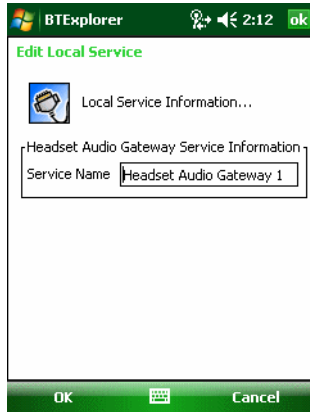 BTExplorer 2:12 ok
Edit Local Service
Local Service Information...
Headset Audio Gateway Service Information
Service Name Headset Audio Gateway 1
OK Cancel